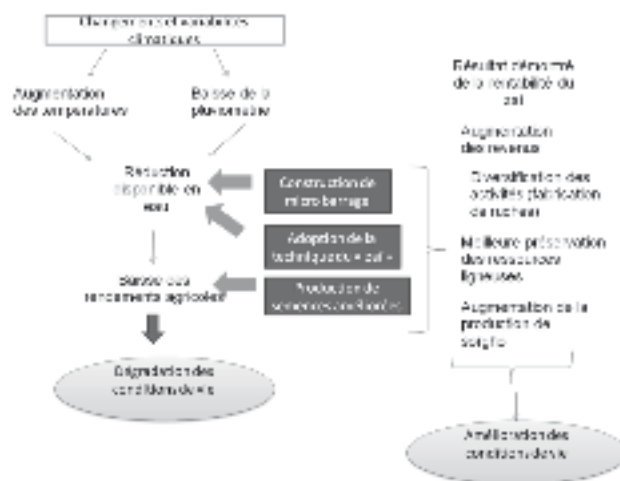 Changements et variabilités
climatiques
Augmentation
des températures
Baisse de la
pluviométrie
Réduction
disponible en
eau
Construction de
micro barrage
Adoption de la
technique du « zaï »
Baisse des
rendements agricoles
Production de
semences améliorées
Dégradation des
conditions de vie
Résultat démontré
de la rentabilité du
zaï
Augmentation
des revenus
Diversification des
activités (fabrication
de ruches)
Meilleure préservation
des ressources
ligneuses
Augmentation de la
production de
sorgho
Amélioration des
conditions de vie